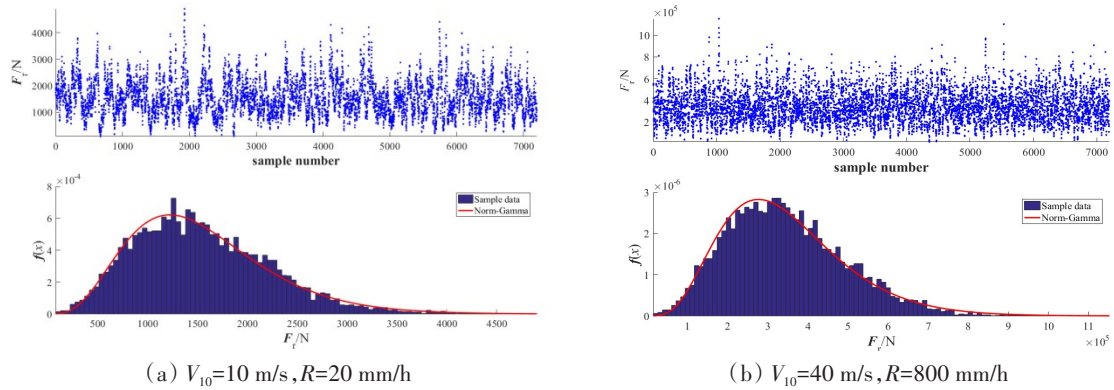 4000
3000
2000
1000
F_r/N
0 1000 2000 3000 4000 5000 6000 7000
sample number
×10^-4
8
6
4
2
0
f(x)
Sample data
Norm-Gamma
500 1000 1500 2000 2500 3000 3500 4000 4500
F_r/N
(a) V_10=10 m/s,R=20 mm/h
×10^5
10
8
6
4
2
F_r/N
0 1000 2000 3000 4000 5000 6000 7000
sample number
×10^-6
3
2
1
0
f(x)
Sample data
Norm-Gamma
1 2 3 4 5 6 7 8 9 10 11
F_r/N
×10^5
(b) V_10=40 m/s,R=800 mm/h